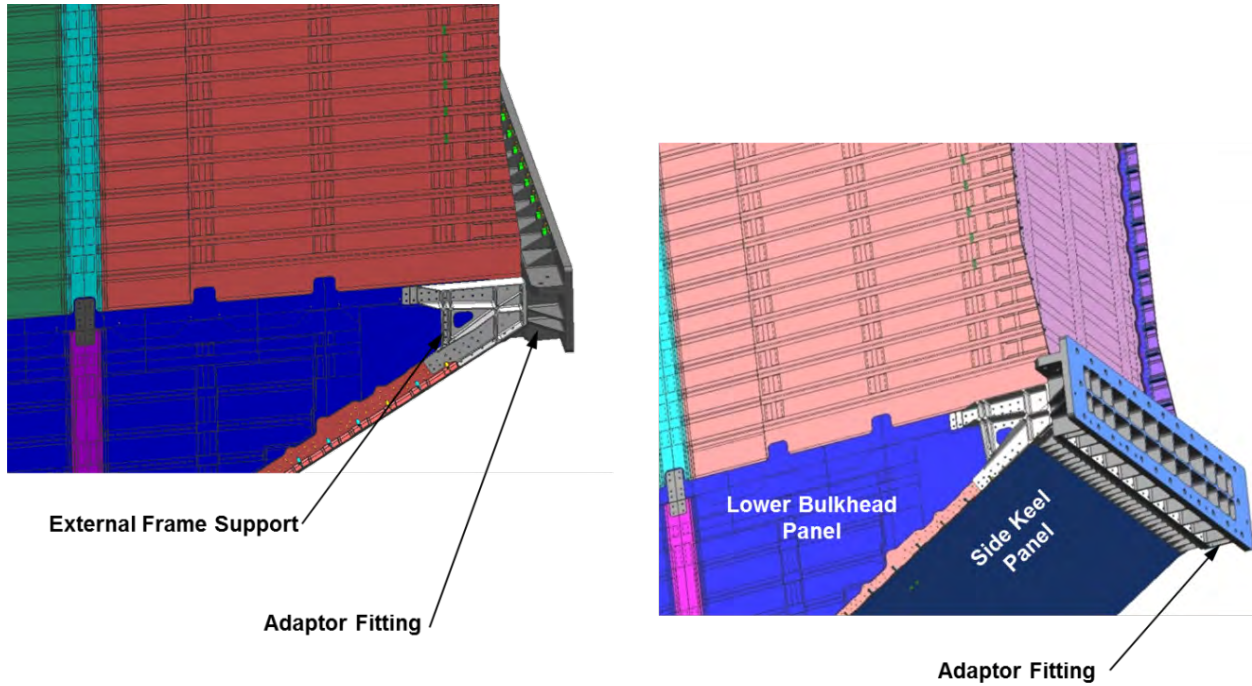 External Frame Support
Adaptor Fitting
Lower Bulkhead
Panel
Side Keel
Panel
Adaptor Fitting